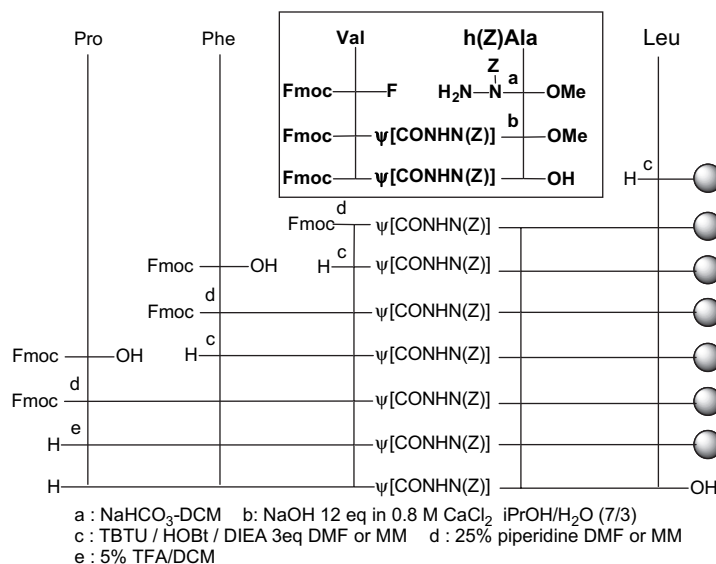 Pro Phe Val h(Z)Ala Leu
Z
Fmoc F H₂N N a OMe
b
Fmoc ψ[CONHN(Z)] OMe
c
Fmoc ψ[CONHN(Z)] OH H
d
Fmoc ψ[CONHN(Z)]
c
Fmoc OH H ψ[CONHN(Z)]
d
Fmoc ψ[CONHN(Z)]
c
Fmoc OH H ψ[CONHN(Z)]
d
Fmoc ψ[CONHN(Z)]
e
H ψ[CONHN(Z)]
H ψ[CONHN(Z)] OH
a : NaHCO₃-DCM b: NaOH 12 eq in 0.8 M CaCl₂ iPrOH/H₂O (7/3)
c : TBTU / HOBt / DIEA 3eq DMF or MM d : 25% piperidine DMF or MM
e : 5% TFA/DCM